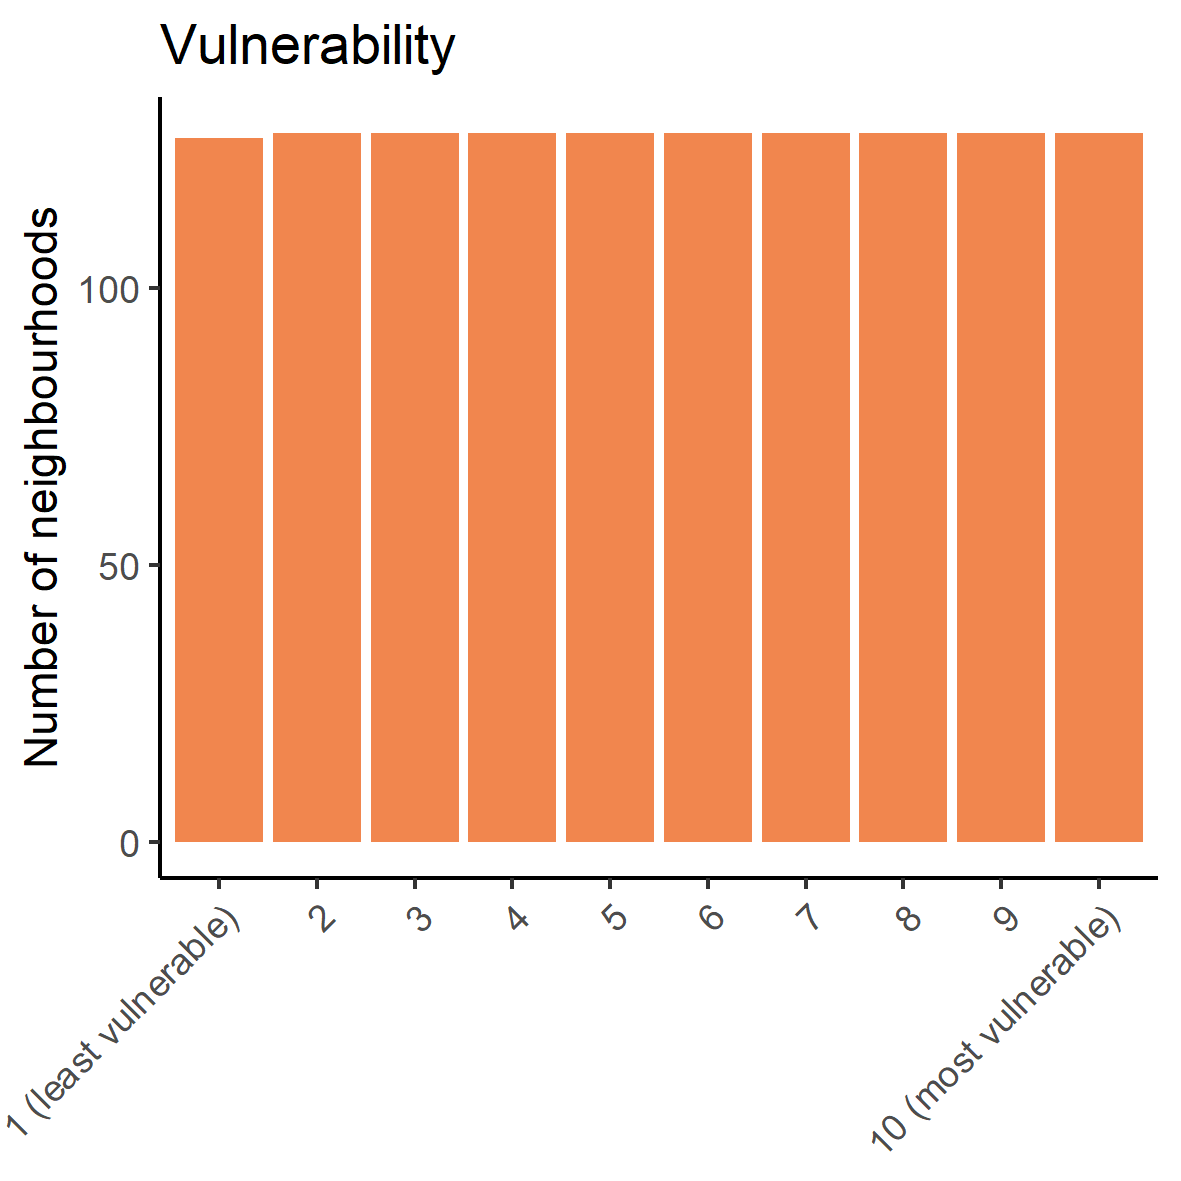 Vulnerability
Number of neighbourhoods
100
50
0
1 (least vulnerable)
2
3
4
5
6
7
8
9
10 (most vulnerable)